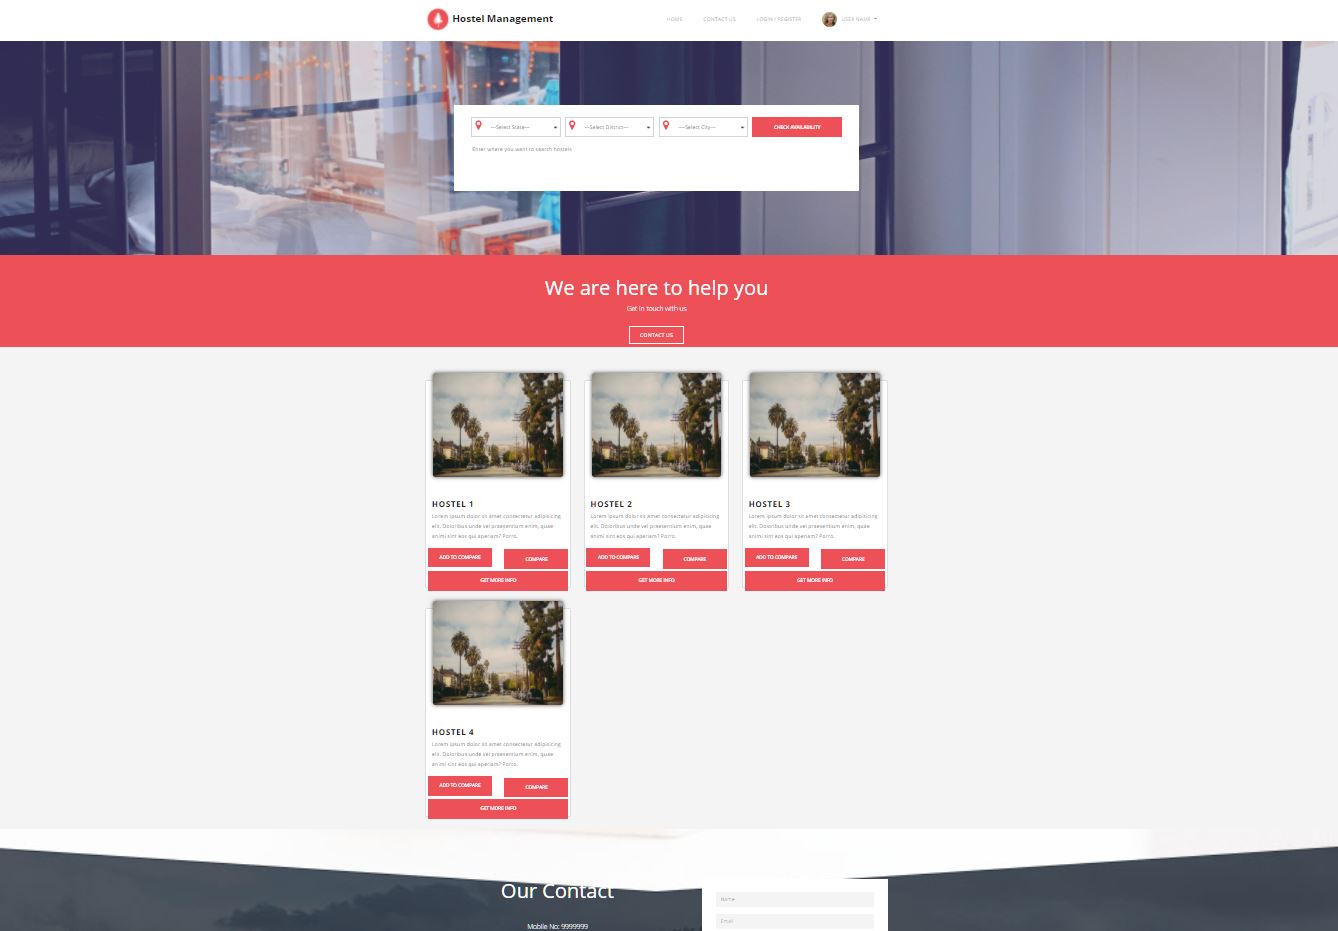 Hostel Management
HOME CONTACT US LOGIN / REGISTER USER NAME
---Select State--- ---Select District--- ----Select City--- CHECK AVAILABILITY
Enter where you want to search hostels
We are here to help you
Get in touch with us
CONTACT US
HOSTEL 1
Lorem ipsum dolor sit amet consectetur adipisicing
elit. Doloribus unde vel praesentium enim, quae
animi sint eos qui aperiam? Porro.
ADD TO COMPARE COMPARE
GET MORE INFO
HOSTEL 2
Lorem ipsum dolor sit amet consectetur adipisicing
elit. Doloribus unde vel praesentium enim, quae
animi sint eos qui aperiam? Porro.
ADD TO COMPARE COMPARE
GET MORE INFO
HOSTEL 3
Lorem ipsum dolor sit amet consectetur adipisicing
elit. Doloribus unde vel praesentium enim, quae
animi sint eos qui aperiam? Porro.
ADD TO COMPARE COMPARE
GET MORE INFO
HOSTEL 4
Lorem ipsum dolor sit amet consectetur adipisicing
elit. Doloribus unde vel praesentium enim, quae
animi sint eos qui aperiam? Porro.
ADD TO COMPARE COMPARE
GET MORE INFO
Our Contact
Mobile No: 9999999
Name
Email